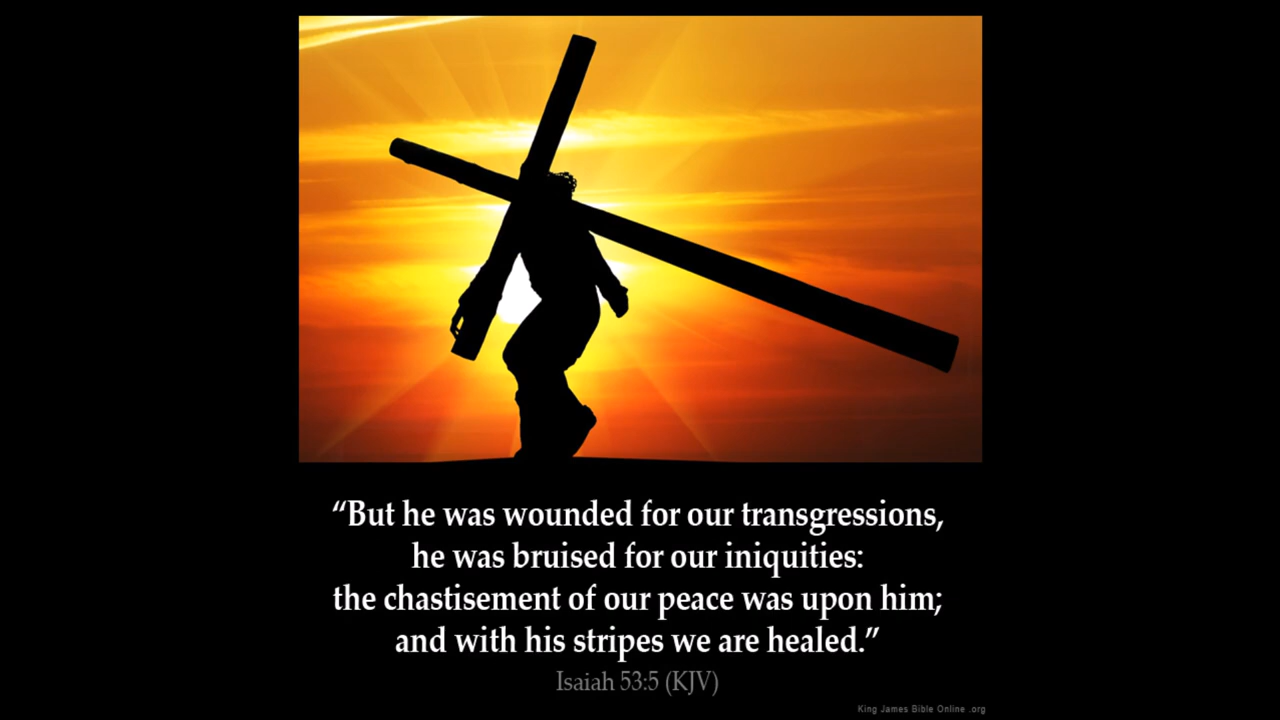 “But he was wounded for our transgressions,
he was bruised for our iniquities:
the chastisement of our peace was upon him;
and with his stripes we are healed.”
Isaiah 53:5 (KJV)
King James Bible Online .org